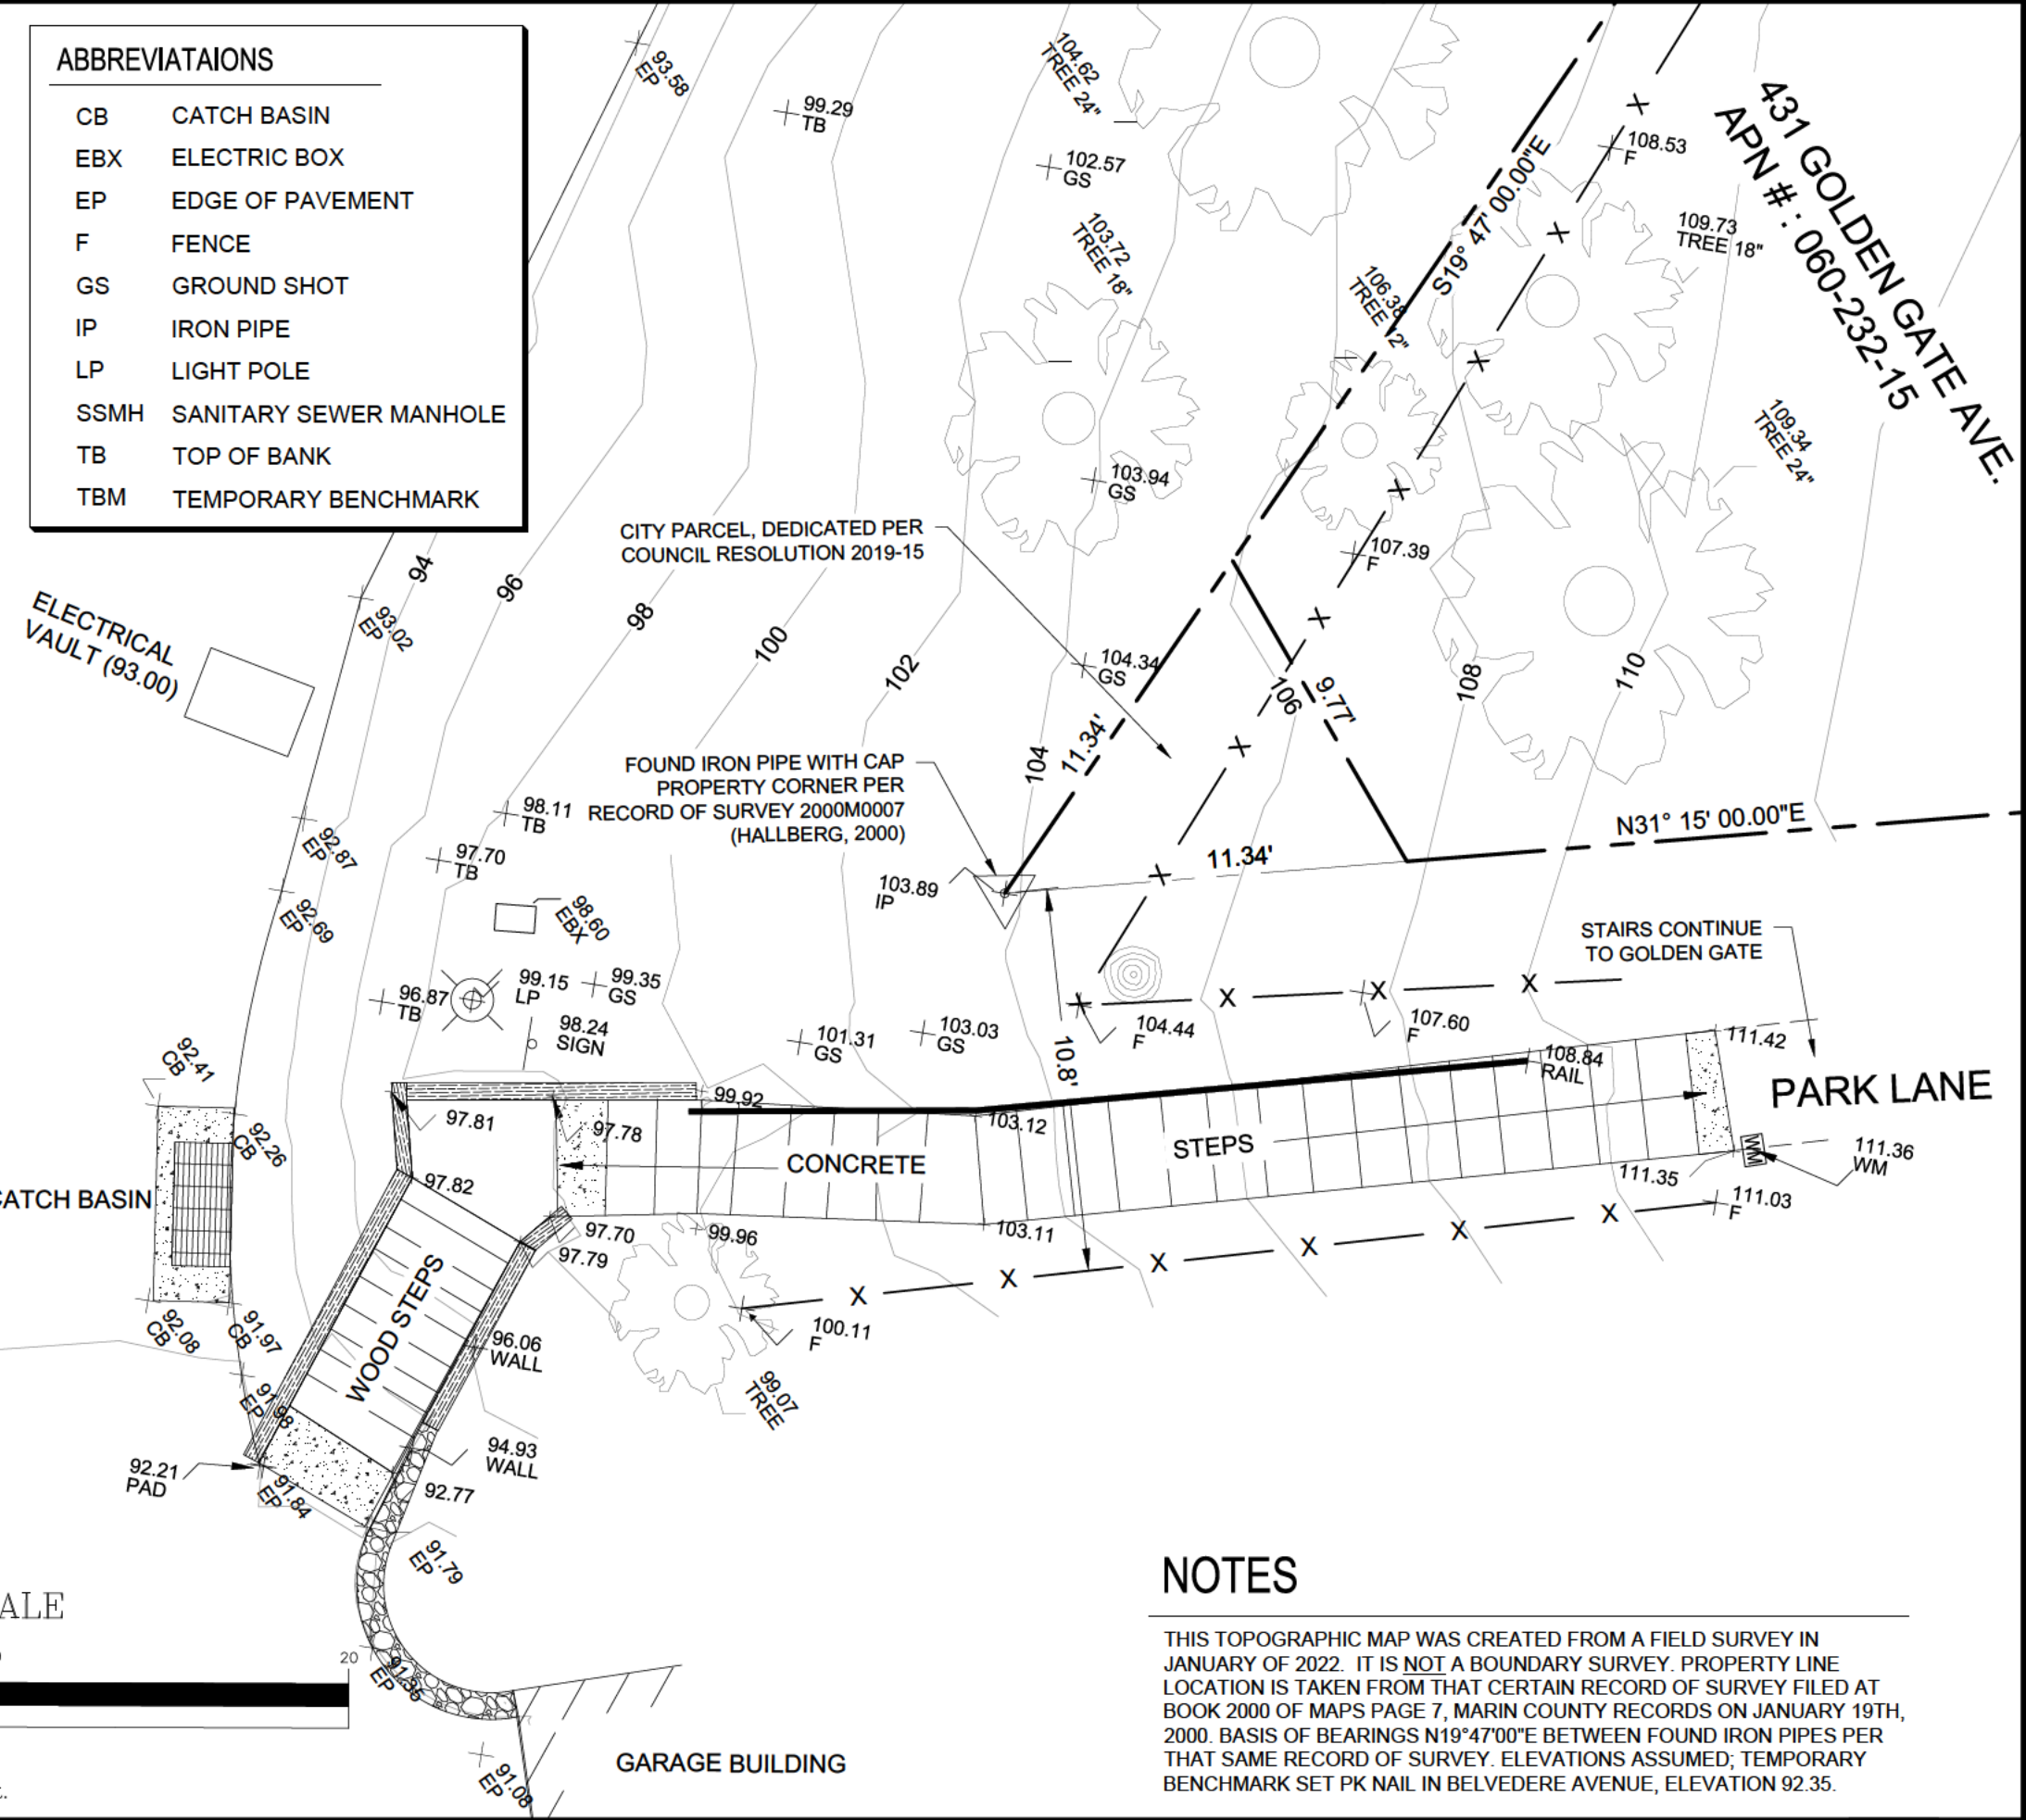 ABBREVIATAIONS
CB CATCH BASIN
EBX ELECTRIC BOX
EP EDGE OF PAVEMENT
F FENCE
GS GROUND SHOT
IP IRON PIPE
LP LIGHT POLE
SSMH SANITARY SEWER MANHOLE
TB TOP OF BANK
TBM TEMPORARY BENCHMARK
93.58
EP
99.29
TB
104.62
TREE 24"
102.57
GS
103.72
TREE 18"
S19° 47' 00.00"E
108.53
F
109.73
TREE 18"
431 GOLDEN GATE AVE.
APN # : 060-232-15
106.38
TREE 12"
109.34
TREE 24"
103.94
GS
107.39
F
CITY PARCEL, DEDICATED PER
COUNCIL RESOLUTION 2019-15
94
96
98
100
102
104
106
108
110
93.02
EP
ELECTRICAL
VAULT (93.00)
104.34
GS
11.34'
9.77'
FOUND IRON PIPE WITH CAP
PROPERTY CORNER PER
RECORD OF SURVEY 2000M0007
(HALLBERG, 2000)
98.11
TB
97.70
TB
92.87
EP
92.69
EP
N31° 15' 00.00"E
11.34'
103.89
IP
98.60
EBX
STAIRS CONTINUE
TO GOLDEN GATE
99.15
LP
99.35
GS
96.87
TB
98.24
SIGN
101.31
GS
103.03
GS
10.8'
104.44
F
107.60
F
108.84
RAIL
111.42
PARK LANE
92.41
CB
92.26
CB
97.81
97.78
99.92
103.12
CONCRETE
STEPS
111.35
111.36
WM
WM
111.03
F
CATCH BASIN
97.82
97.70
97.79
99.96
103.11
WOOD STEPS
96.06
WALL
100.11
F
99.07
TREE
92.08
CB
91.97
CB
91.98
EP
94.93
WALL
92.21
PAD
91.84
EP
92.77
91.79
EP
ALE
20
91.35
EP
91.08
EP
GARAGE BUILDING
NOTES
THIS TOPOGRAPHIC MAP WAS CREATED FROM A FIELD SURVEY IN
JANUARY OF 2022. IT IS NOT A BOUNDARY SURVEY. PROPERTY LINE
LOCATION IS TAKEN FROM THAT CERTAIN RECORD OF SURVEY FILED AT
BOOK 2000 OF MAPS PAGE 7, MARIN COUNTY RECORDS ON JANUARY 19TH,
2000. BASIS OF BEARINGS N19°47'00"E BETWEEN FOUND IRON PIPES PER
THAT SAME RECORD OF SURVEY. ELEVATIONS ASSUMED; TEMPORARY
BENCHMARK SET PK NAIL IN BELVEDERE AVENUE, ELEVATION 92.35.